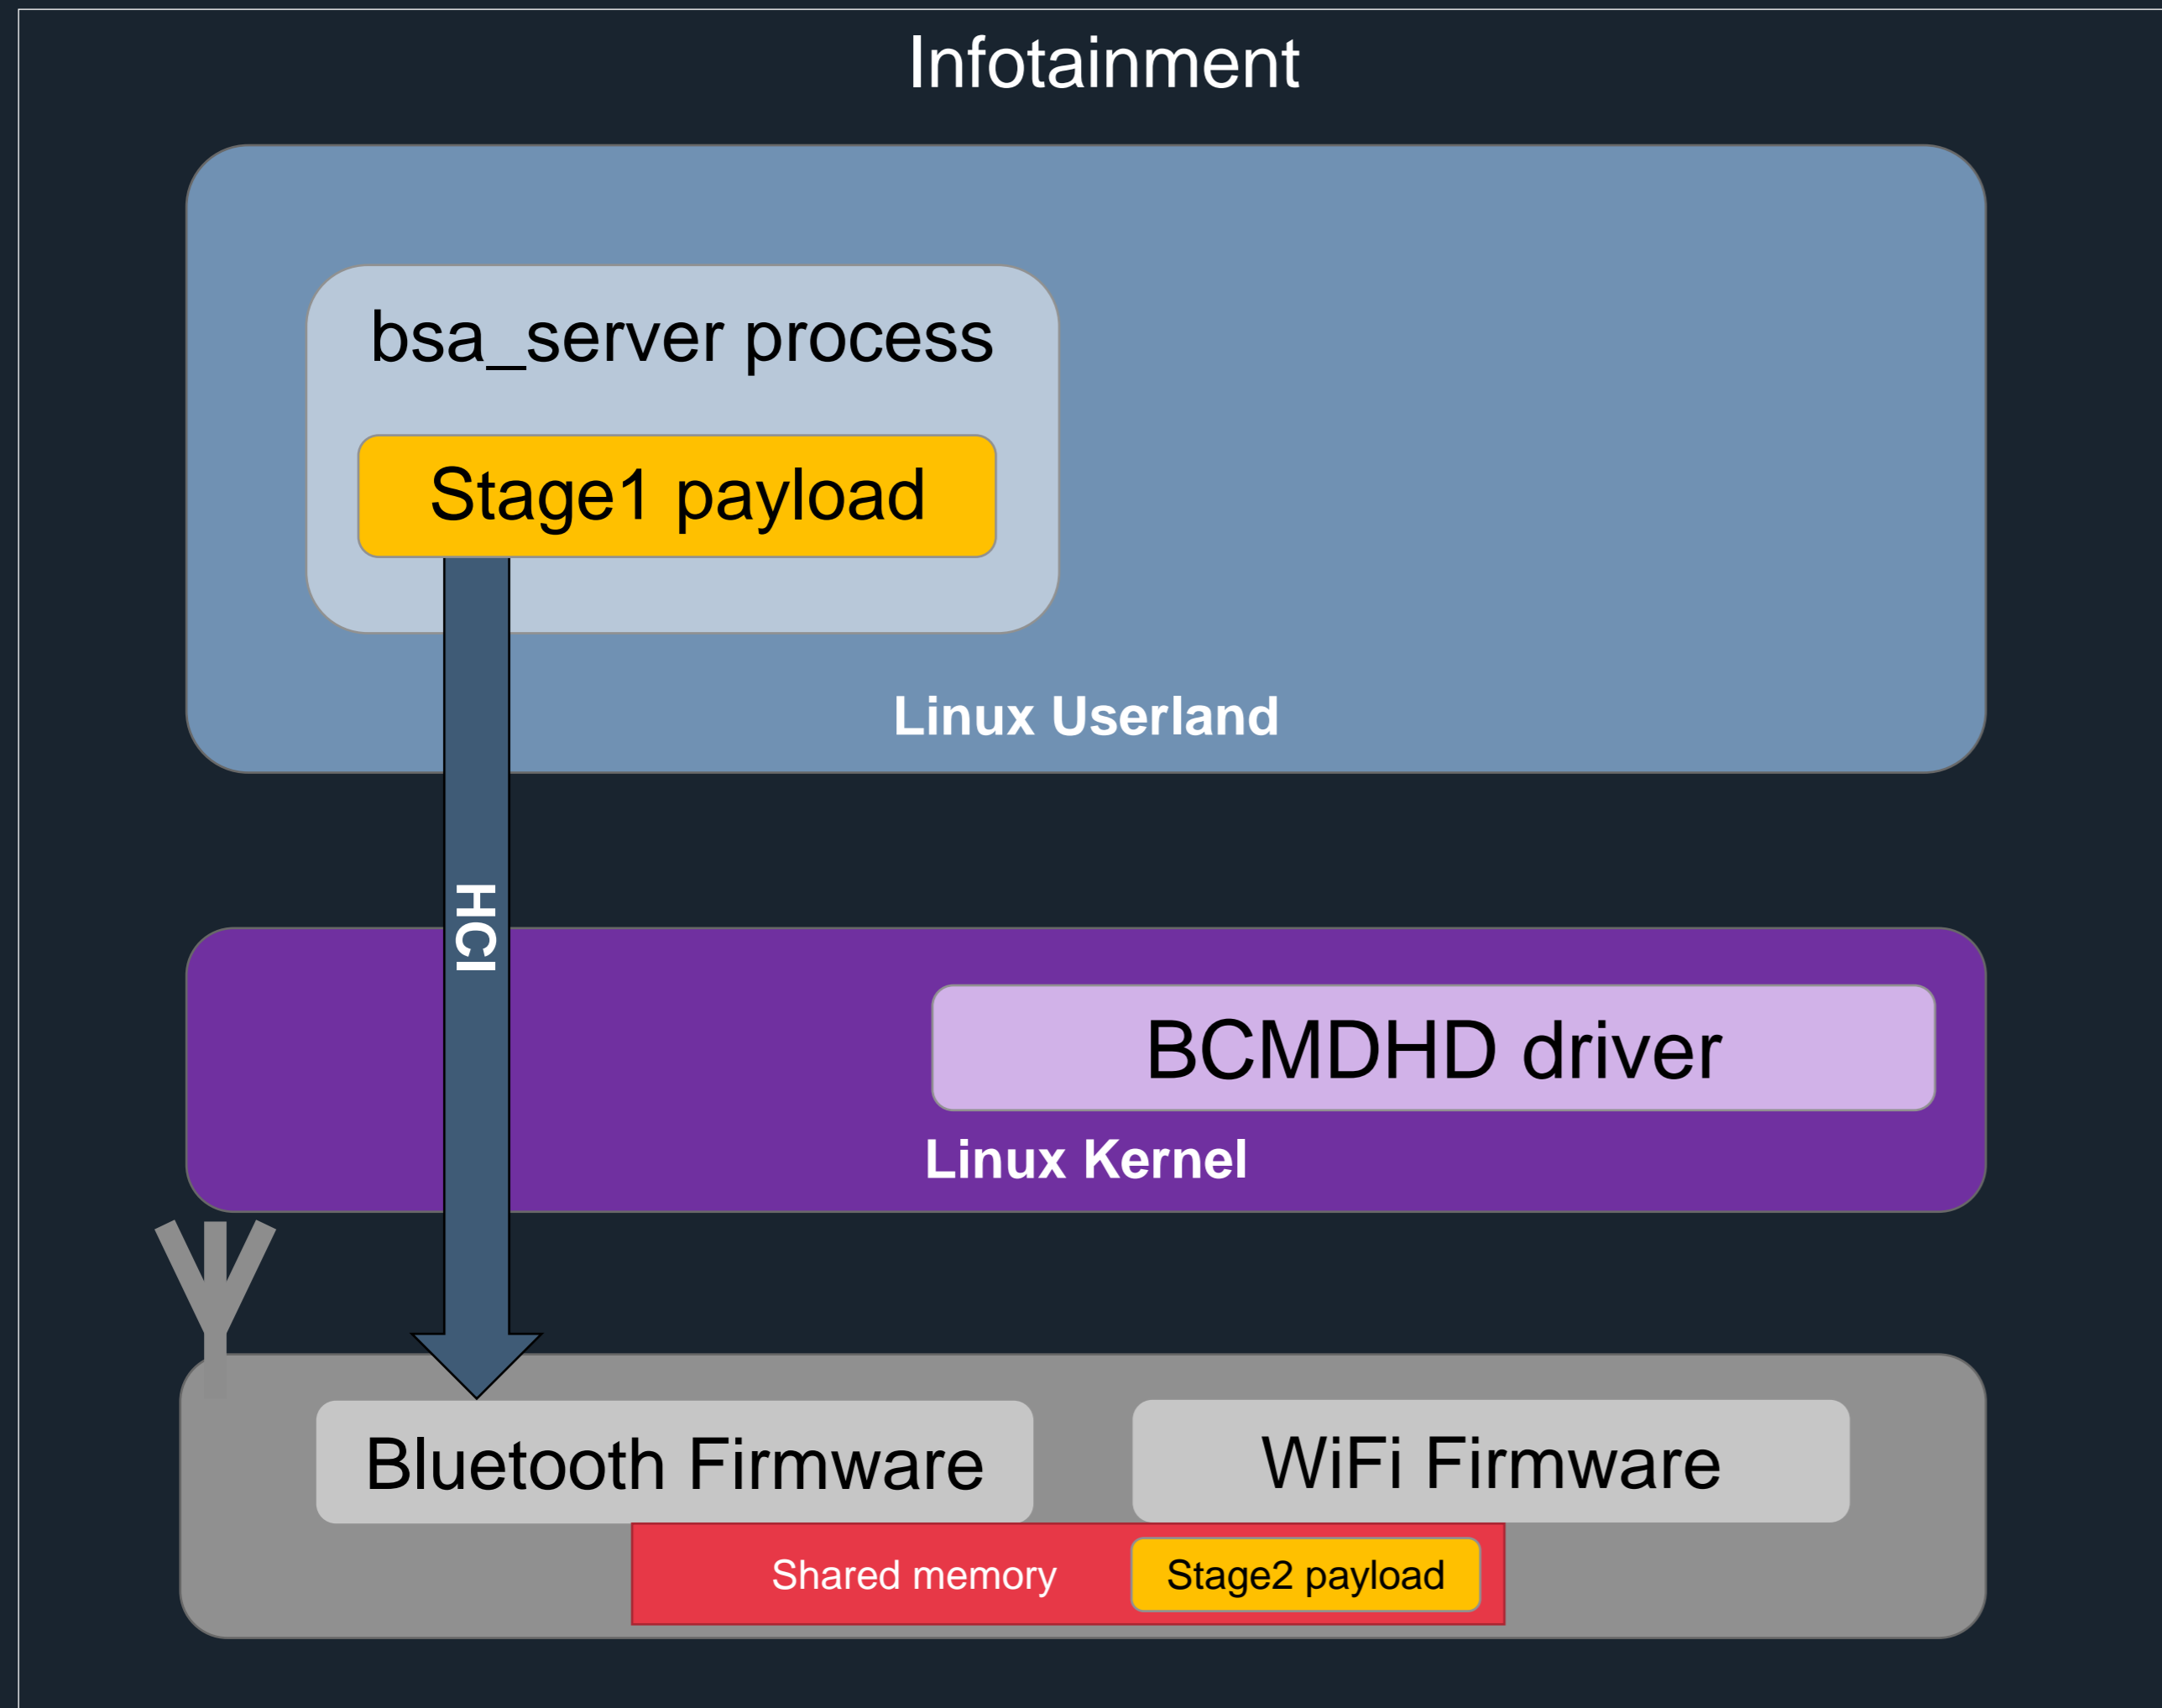 Infotainment
bsa_server process
Stage1 payload
Linux Userland
HCI
BCMDHD driver
Linux Kernel
Bluetooth Firmware
WiFi Firmware
Shared memory
Stage2 payload